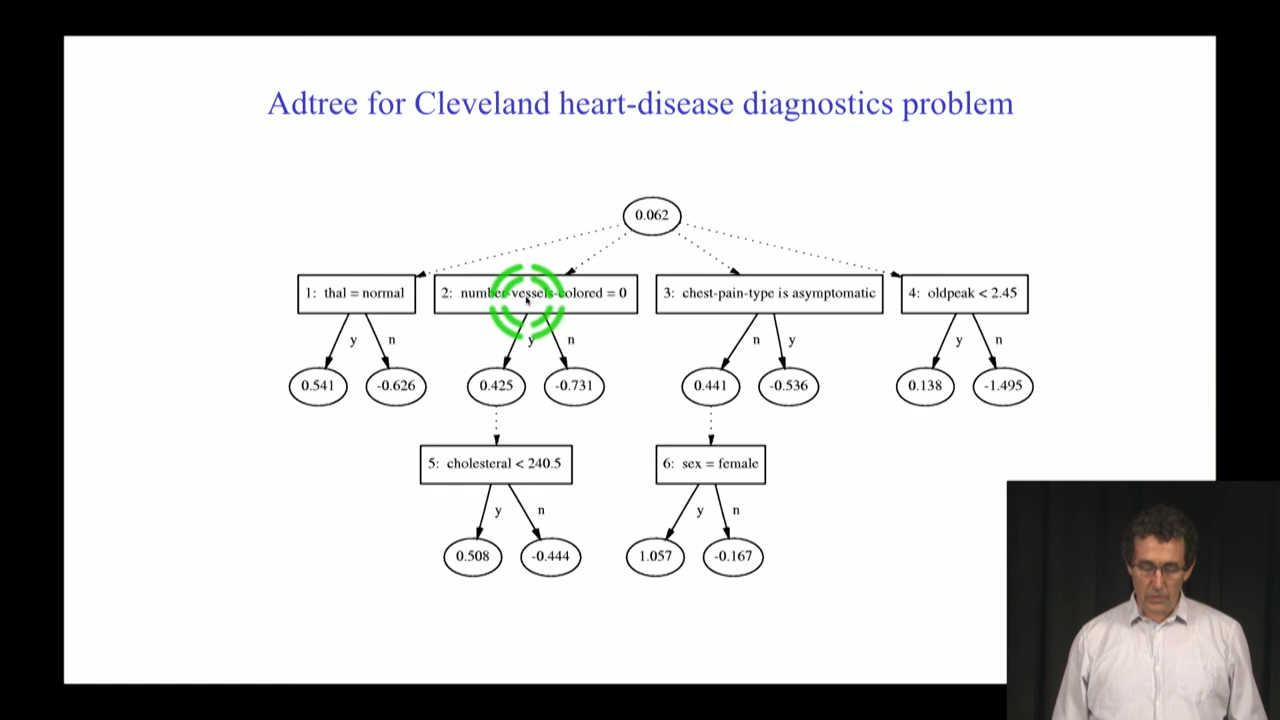 Adtree for Cleveland heart-disease diagnostics problem
0.062
1: thal = normal
2: number-vessels-colored = 0
3: chest-pain-type is asymptomatic
4: oldpeak < 2.45
y
n
y
n
n
y
y
n
0.541
-0.626
0.425
-0.731
0.441
-0.536
0.138
-1.495
5: cholesteral < 240.5
6: sex = female
y
n
y
n
0.508
-0.444
1.057
-0.167